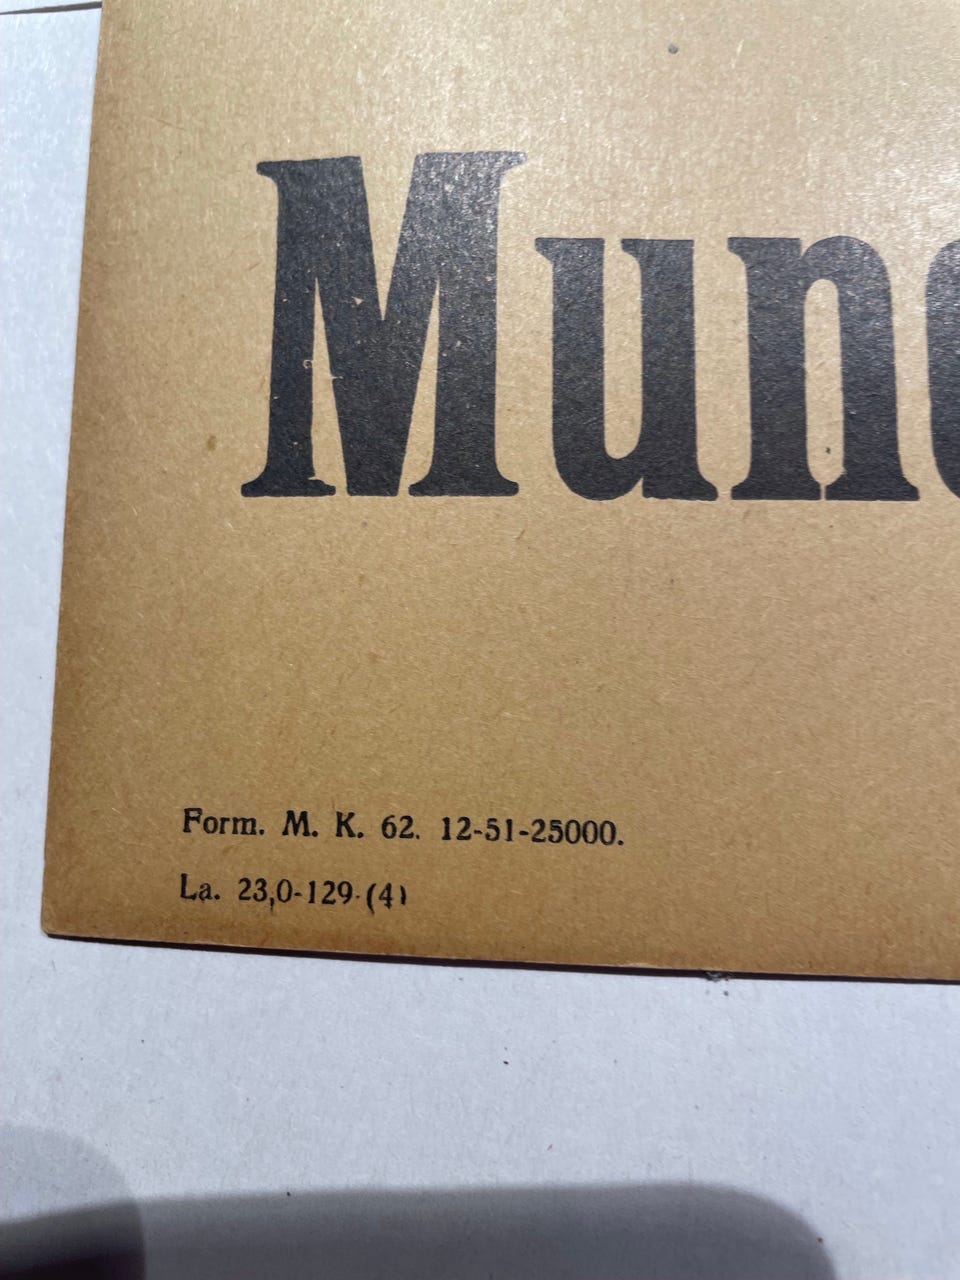 Mun
Form. M. K. 62. 12-51-25000.
La. 23,0-129-(4)